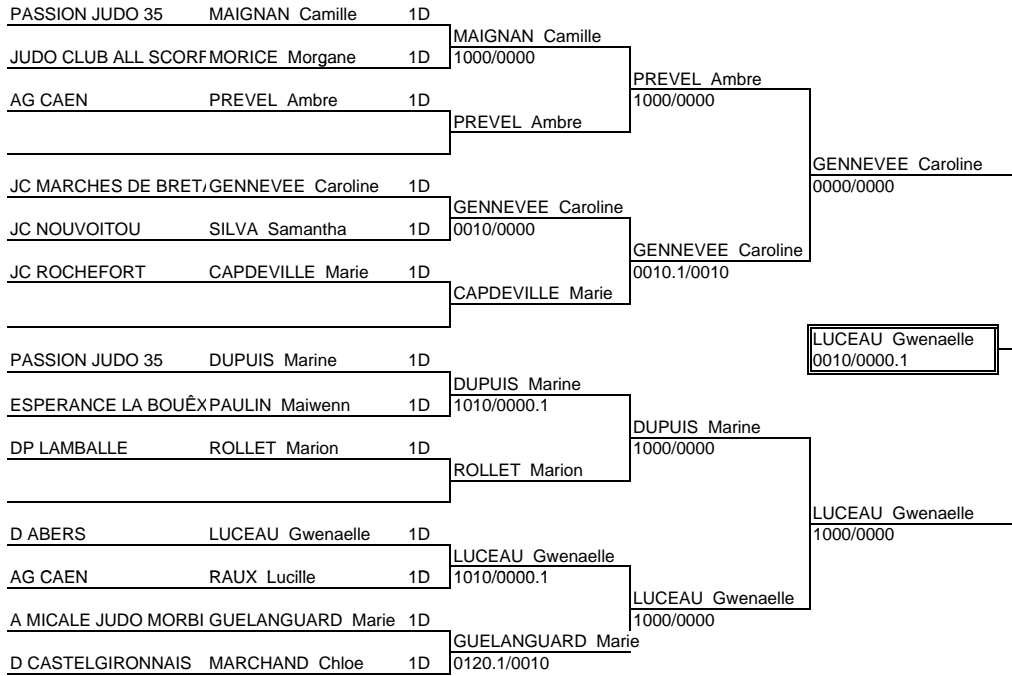 PASSION JUDO 35 MAIGNAN Camille 1D
MAIGNAN Camille
JUDO CLUB ALL SCORF MORICE Morgane 1D 1000/0000
PREVEL Ambre
AG CAEN PREVEL Ambre 1D 1000/0000
PREVEL Ambre
GENNEVEE Caroline
JC MARCHES DE BRETA GENNEVEE Caroline 1D 0000/0000
GENNEVEE Caroline
JC NOUVOITOU SILVA Samantha 1D 0010/0000
GENNEVEE Caroline
JC ROCHEFORT CAPDEVILLE Marie 1D 0010.1/0010
CAPDEVILLE Marie
LUCEAU Gwenaelle
PASSION JUDO 35 DUPUIS Marine 1D 0010/0000.1
DUPUIS Marine
ESPERANCE LA BOUËX PAULIN Maiwenn 1D 1010/0000.1
DUPUIS Marine
DP LAMBALLE ROLLET Marion 1D 1000/0000
ROLLET Marion
LUCEAU Gwenaelle
D ABERS LUCEAU Gwenaelle 1D 1000/0000
LUCEAU Gwenaelle
AG CAEN RAUX Lucille 1D 1010/0000.1
LUCEAU Gwenaelle
A MICALE JUDO MORBI GUELANGUARD Marie 1D 1000/0000
GUELANGUARD Marie
D CASTELGIRONNAIS MARCHAND Chloe 1D 0120.1/0010